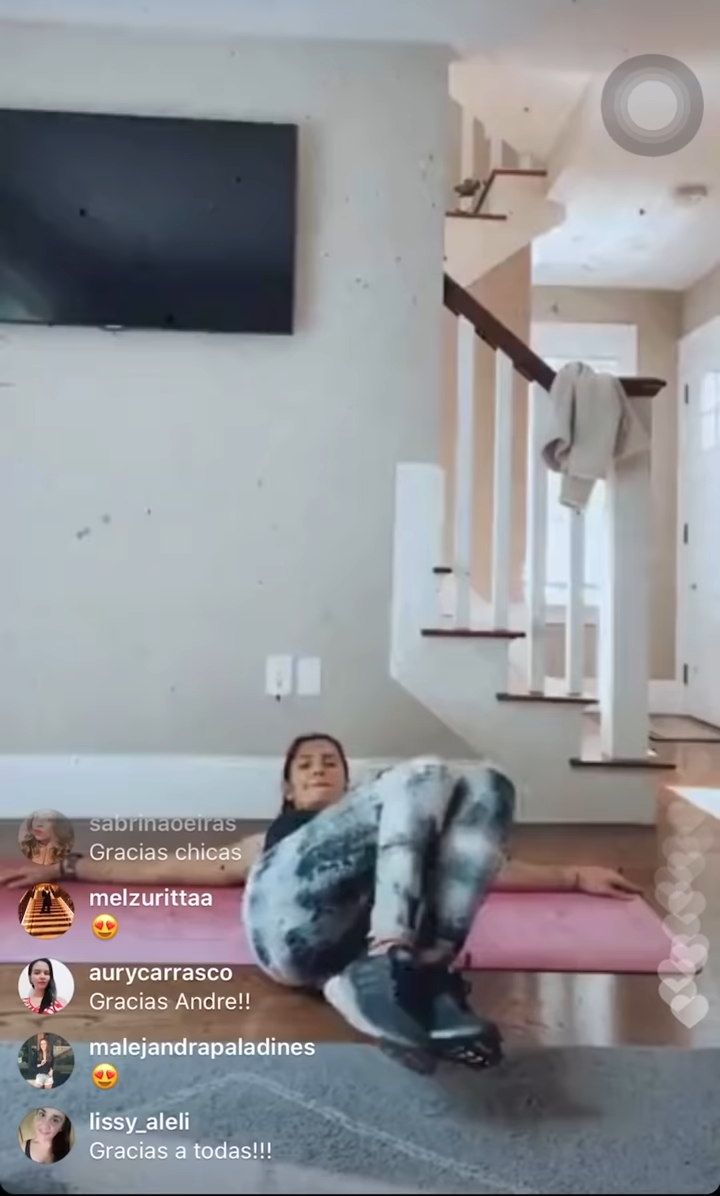 sabrinaoeiras
Gracias chicas
melzurittaa
😍
aurycarrasco
Gracias Andre!!
malejandrapaladines
😍
lissy_aleli
Gracias a todas!!!